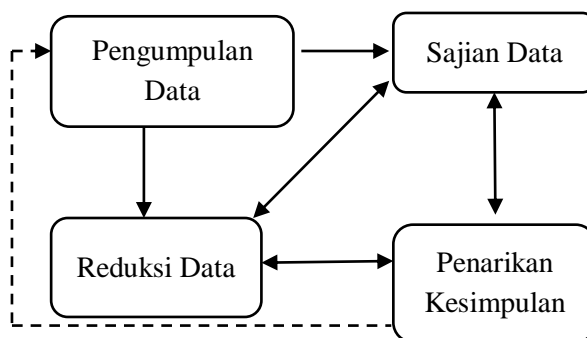 Pengumpulan
Data
Sajian Data
Reduksi Data
Penarikan
Kesimpulan